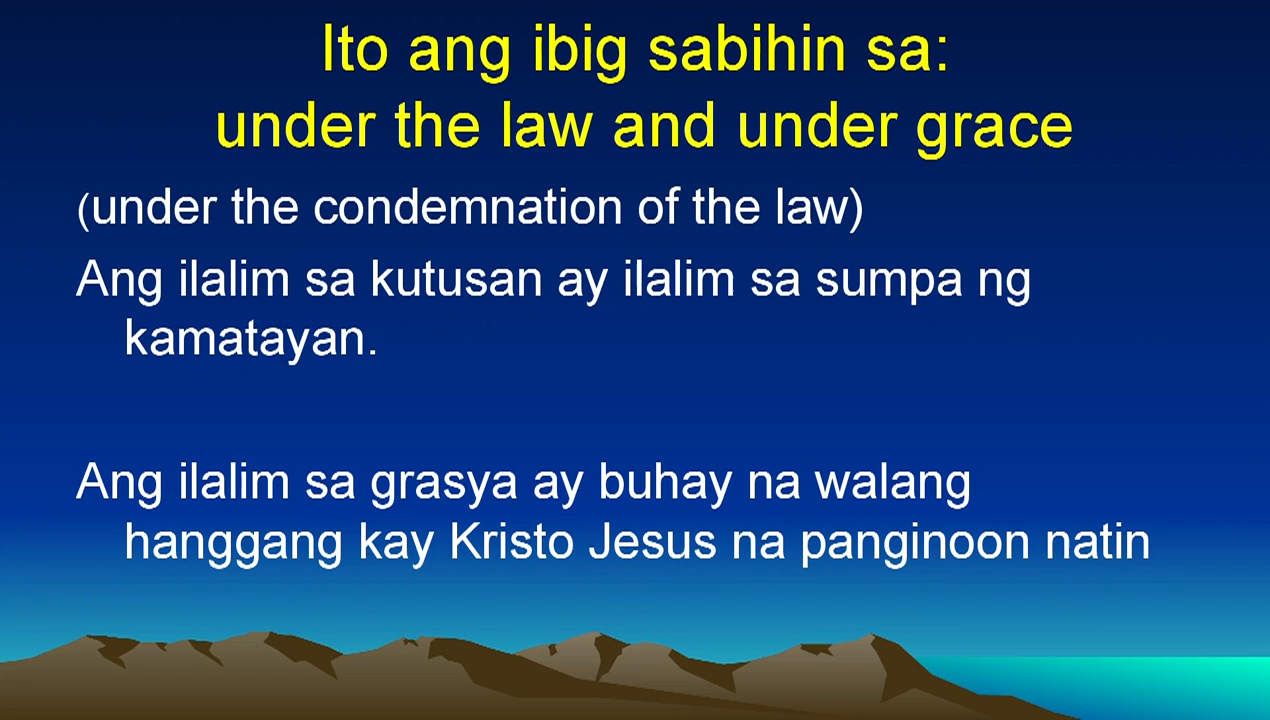 Ito ang ibig sabihin sa:
under the law and under grace
(under the condemnation of the law)
Ang ilalim sa kutusan ay ilalim sa sumpa ng
kamatayan.
Ang ilalim sa grasya ay buhay na walang
hanggang kay Kristo Jesus na panginoon natin